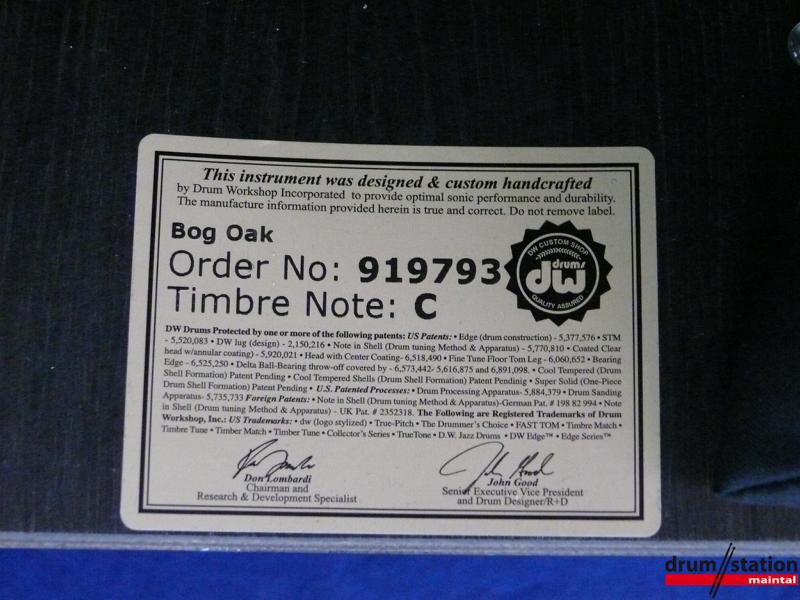 This instrument was designed & custom handcrafted
by Drum Workshop Incorporated to provide optimal sonic performance and durability.
The manufacture information provided herein is true and correct. Do not remove label.
Bog Oak
Order No: 919793
Timbre Note: C
DW CUSTOM SHOP
drums
dw
QUALITY ASSURED
DW Drums Protected by one or more of the following patents: US Patents: • Edge (drum construction) - 5,377,576 • STM
- 5,520,083 • DW lug (design) - 2,150,216 • Note in Shell (Drum tuning Method & Apparatus) - 5,770,810 • Coated Clear
head w/annular coating) - 5,920,021 • Head with Center Coating- 6,518,490 • Fine Tune Floor Tom Leg - 6,060,652 • Bearing
Edge - 6,525,250 • Delta Ball-Bearing throw-off covered by - 6,573,442- 5,616,875 and 6,891,098. • Cool Tempered (Drum
Shell Formation) Patent Pending • Cool Tempered Shells (Drum Shell Formation) Patent Pendinig • Super Solid (One-Piece
Drum Shell Formation) Patent Pending • U.S. Patented Processes: • Drum Processing Apparatus- 5,884,379 • Drum Sanding
Apparatus- 5,735,733 Foreign Patents: • Note in Shell (Drum tuning Method & Apparatus)-German Pat. # 198 82 994 • Note
in Shell (Drum tuning Method & Apparatus) - UK Pat. # 2352318. The Following are Registered Trademarks of Drum
Workshop, Inc.: US Trademarks: • dw (logo stylized) • True-Pitch • The Drummer's Choice • FAST TOM • Timbre Match •
Timbre Tune • Timber Match • Timber Tune • Collector's Series • TrueTone • D.W. Jazz Drums • DW Edge™ • Edge Series™
Don Lombardi
Chairman and
Research & Development Specialist
John Good
Senior Executive Vice President
and Drum Designer/R+D
drum//station
maintal